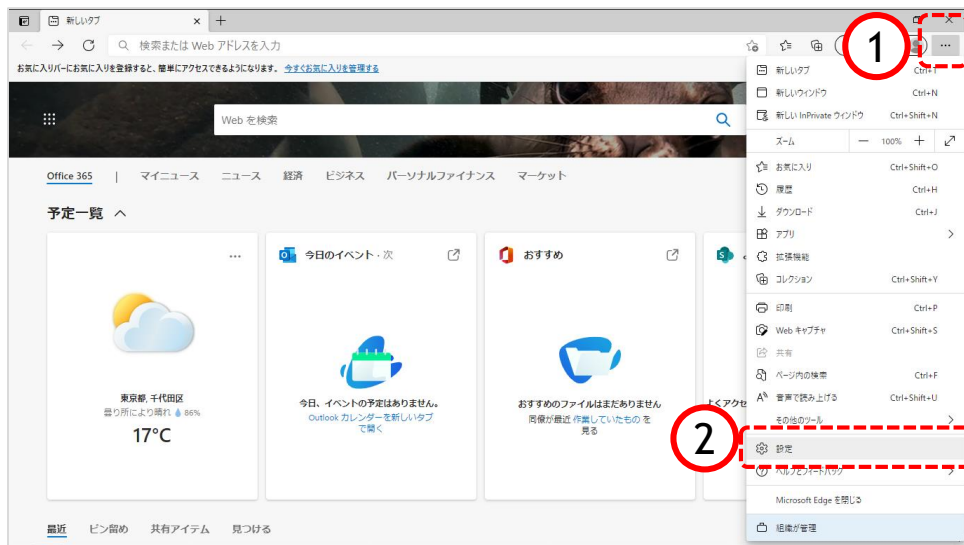 新しいタブ
検索または Web アドレスを入力
1
お気に入りバーにお気に入りを登録すると、簡単にアクセスできるようになります。 今すぐお気に入りを管理する
Web を検索
Office 365 | マイニュース ニュース 経済 ビジネス パーソナルファイナンス マーケット
予定一覧
今日のイベント・次
おすすめ
東京都, 千代田区
曇り所により晴れ 86%
17°C
今日、イベントの予定はありません。
Outlook カレンダーを新しいタブ
で開く
おすすめのファイルはまだありません
同僚が最近 作業していたもの を
見る
よくアクセ
最近 ピン留め 共有アイテム 見つける
新しいタブ Ctrl+T
新しいウィンドウ Ctrl+N
新しい InPrivate ウィンドウ Ctrl+Shift+N
ズーム 100%
お気に入り Ctrl+Shift+O
履歴 Ctrl+H
ダウンロード Ctrl+J
アプリ
拡張機能
コレクション Ctrl+Shift+Y
印刷 Ctrl+P
Web キャプチャ Ctrl+Shift+S
共有
ページ内の検索 Ctrl+F
音声で読み上げる Ctrl+Shift+U
その他のツール
2
設定
ヘルプとフィードバック
Microsoft Edge を閉じる
組織が管理